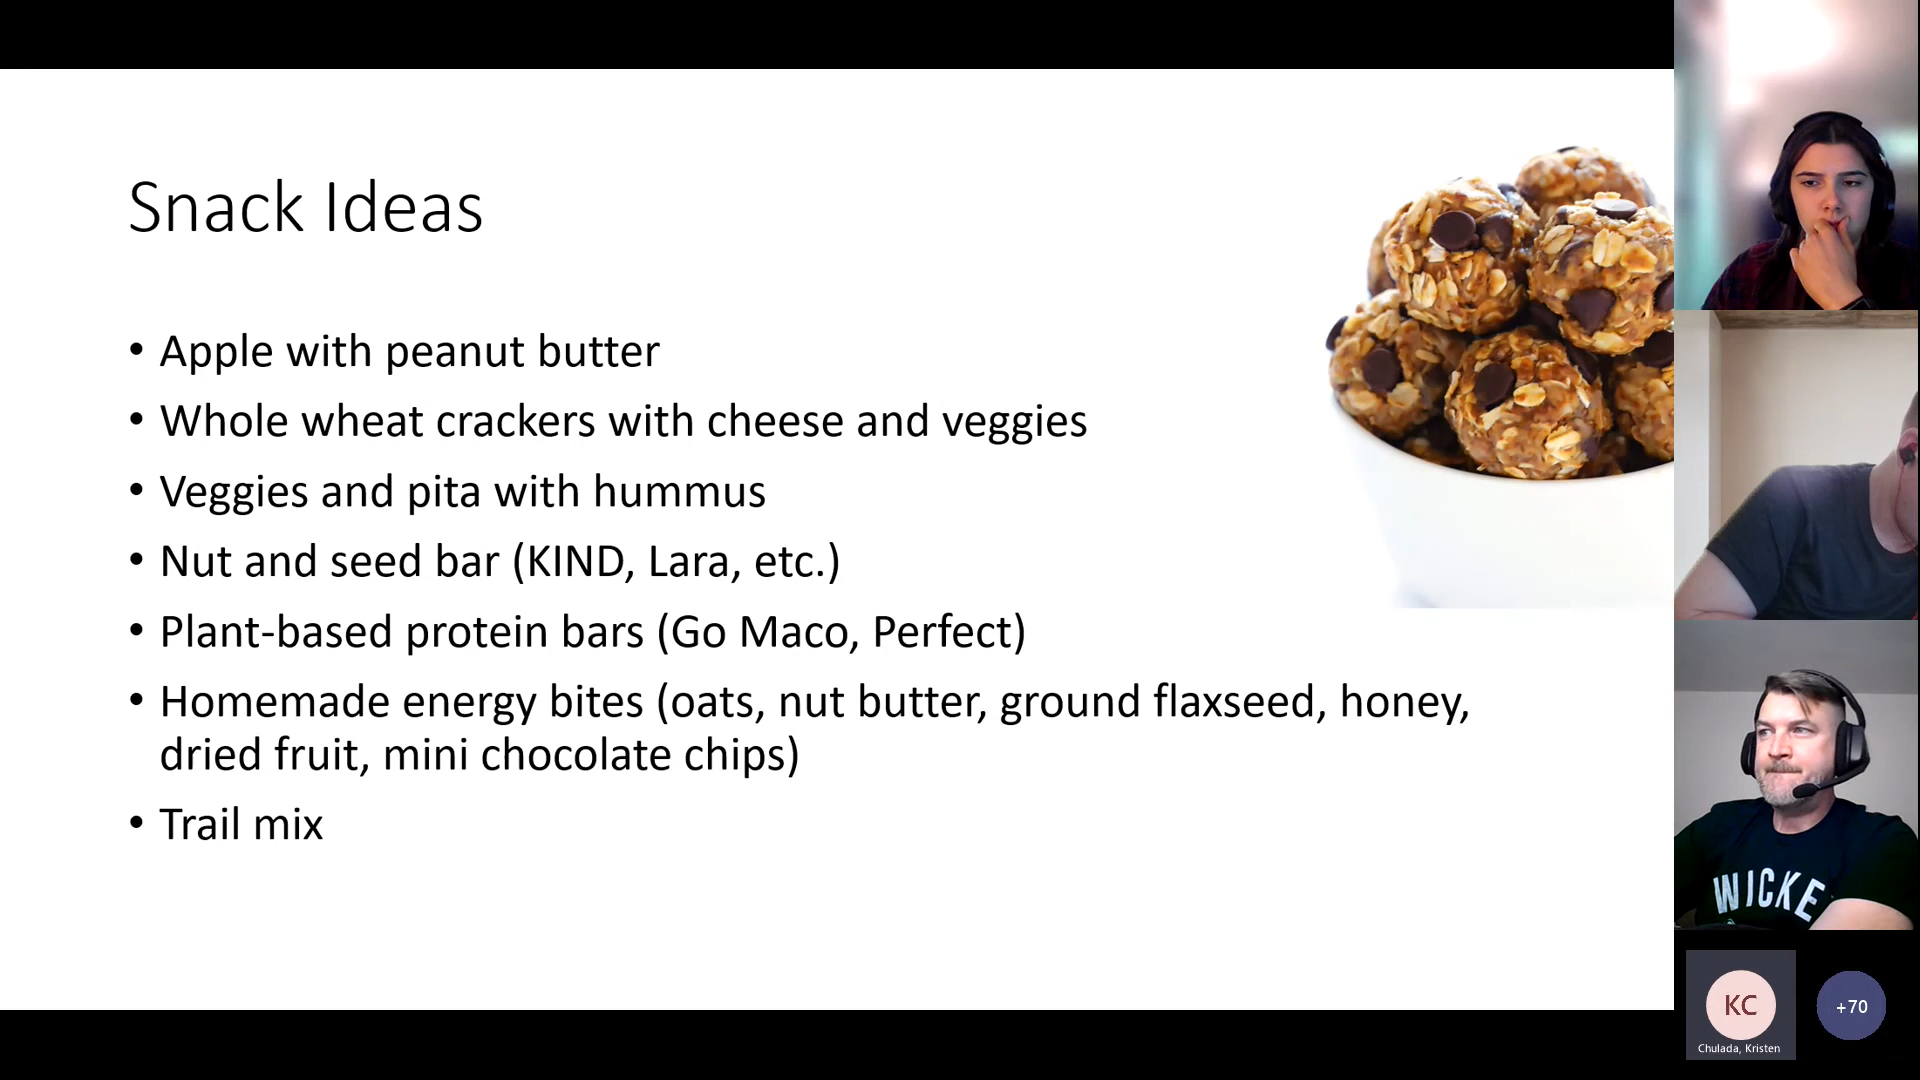 Snack Ideas
• Apple with peanut butter
• Whole wheat crackers with cheese and veggies
• Veggies and pita with hummus
• Nut and seed bar (KIND, Lara, etc.)
• Plant-based protein bars (Go Maco, Perfect)
• Homemade energy bites (oats, nut butter, ground flaxseed, honey,
dried fruit, mini chocolate chips)
• Trail mix
WICKE
KC
Chulada, Kristen
+70